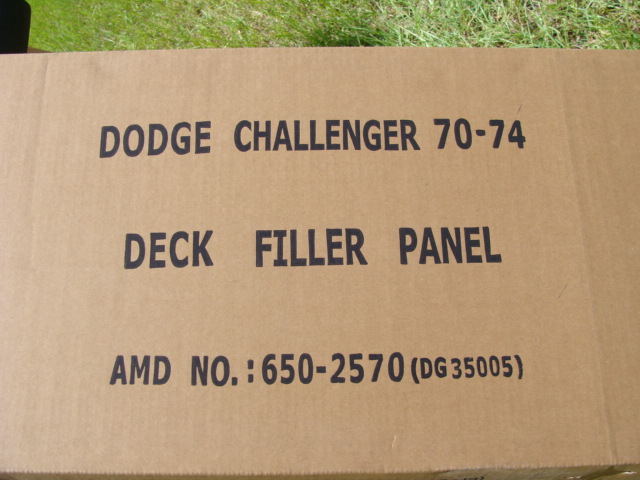 DODGE CHALLENGER 70-74
DECK FILLER PANEL
AMD NO.:650-2570(DG35005)